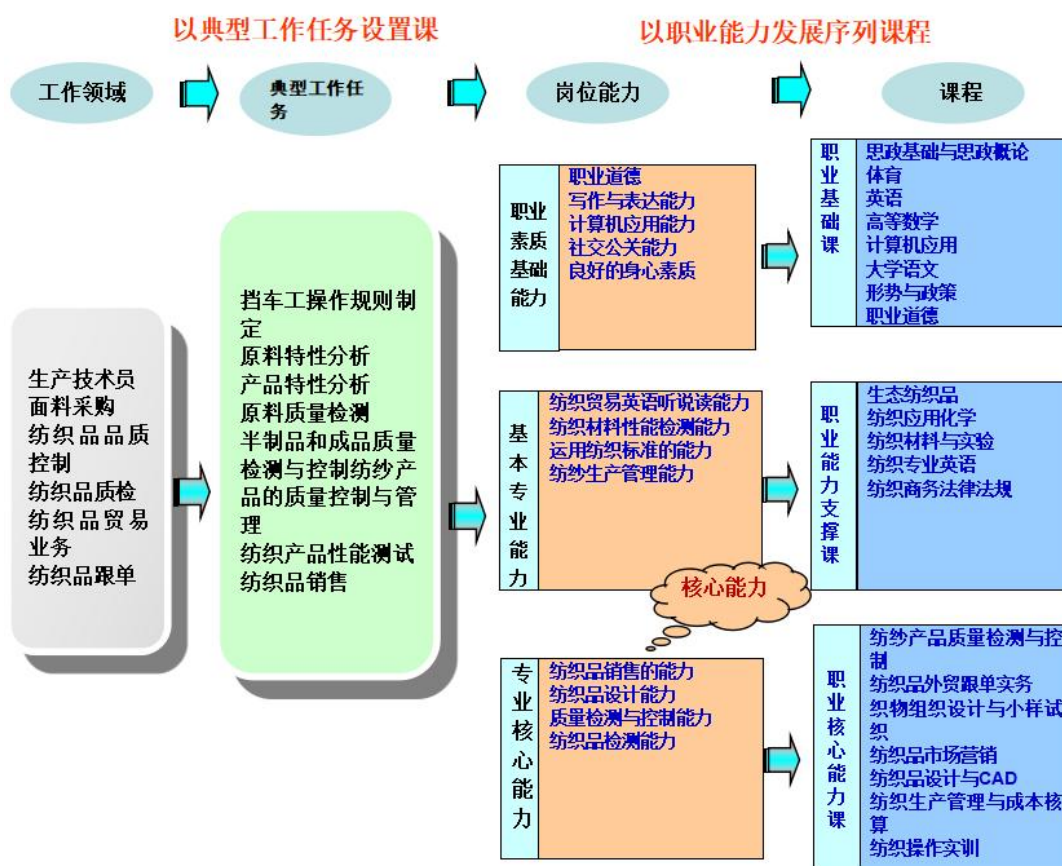 以典型工作任务设置课
以职业能力发展序列课程
工作领域
典型工作任
务
岗位能力
课程
生产技术员
面料采购
纺织品品质
控制
纺织品质检
纺织品贸易
业务
纺织品跟单
挡车工操作规则制
定
原料特性分析
产品特性分析
原料质量检测
半制品和成品质量
检测与控制纺纱产
品的质量控制与管
理
纺织产品性能测试
纺织品销售
职业
素质
基础
能力
职业道德
写作与表达能力
计算机应用能力
社交公关能力
良好的身心素质
职业基础课
思政基础与思政概论
体育
英语
高等数学
计算机应用
大学语文
形势与政策
职业道德
基本专业能力
纺织贸易英语听说读能力
纺织材料性能检测能力
运用纺织标准的能力
纺纱生产管理能力
职业能力支撑课
生态纺织品
纺织应用化学
纺织材料与实验
纺织专业英语
纺织商务法律法规
核心能力
专业核心能力
纺织品销售的能力
纺织品设计能力
质量检测与控制能力
纺织品检测能力
职业核心能力课
纺纱产品质量检测与控
制
纺织品外贸跟单实务
织物组织设计与小样试
织
纺织品市场营销
纺织品设计与CAD
纺织生产管理与成本核
算
纺织操作实训